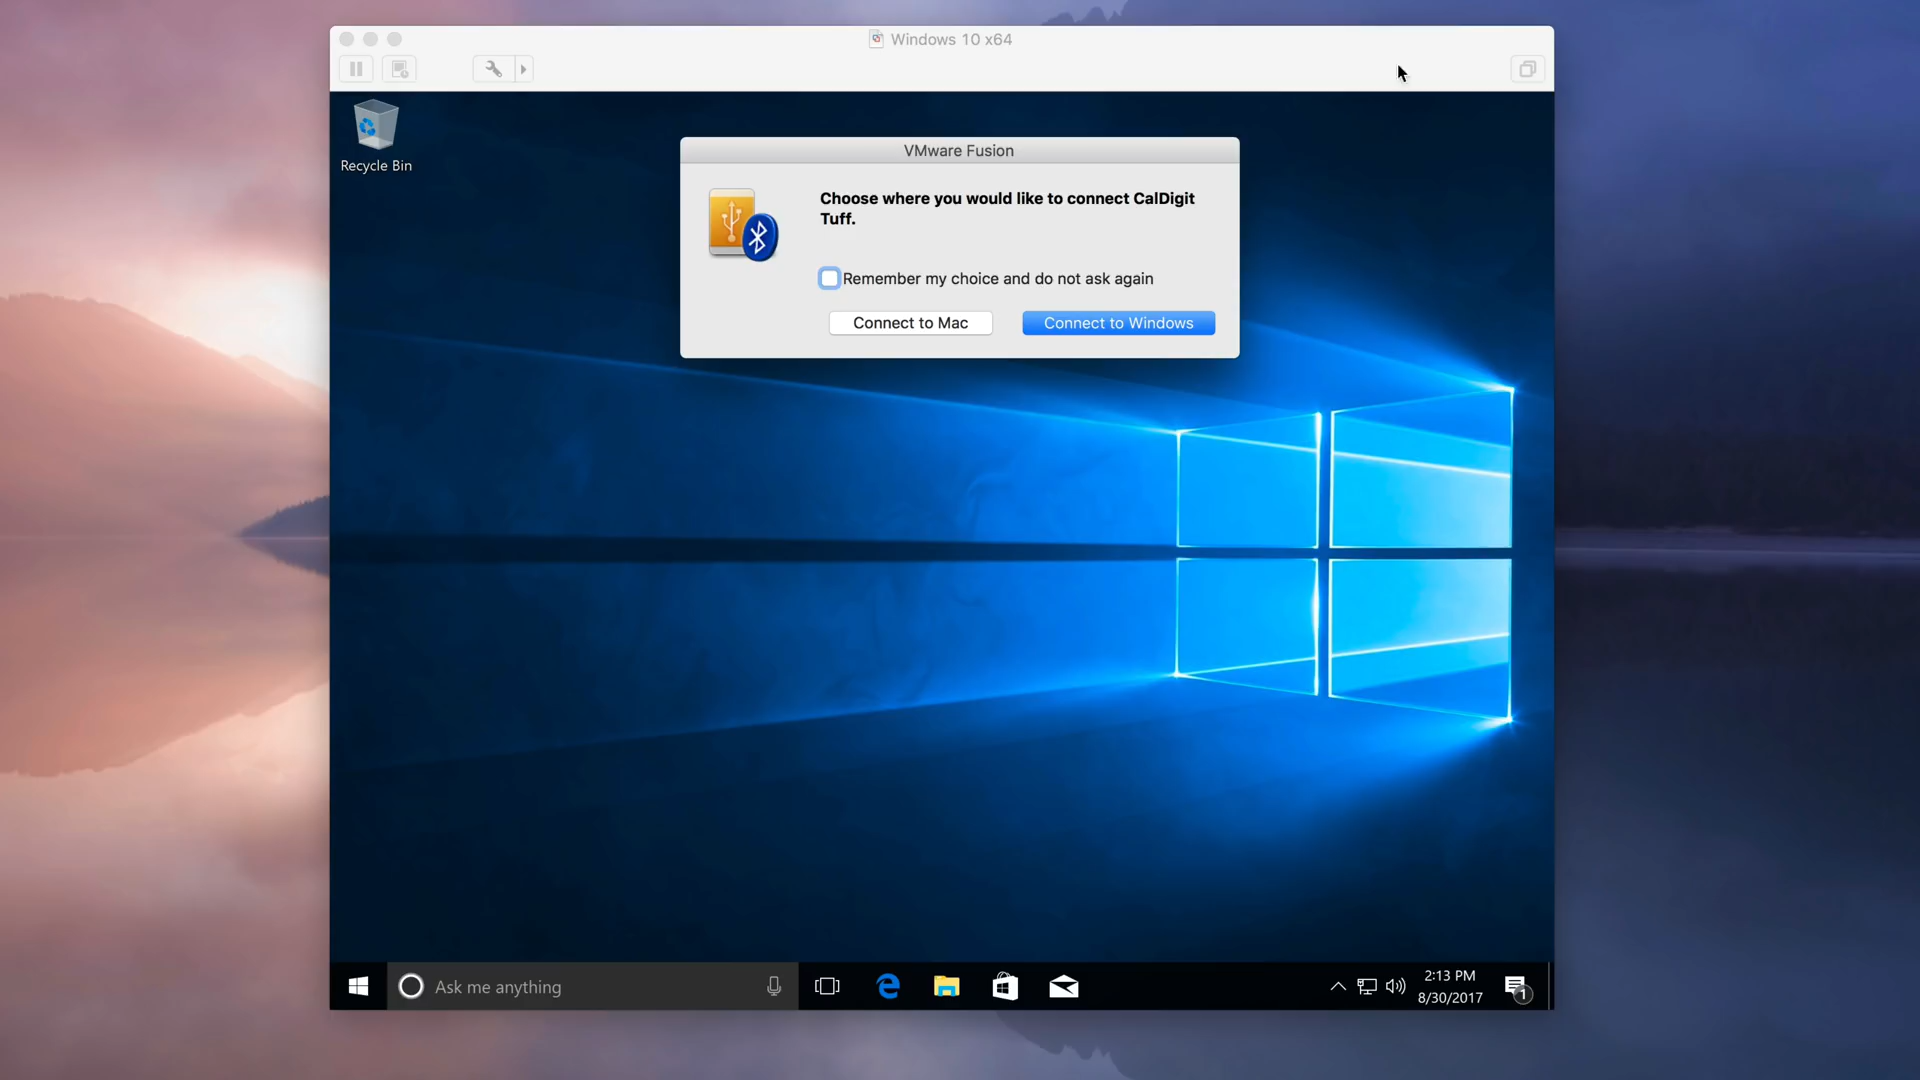 Windows 10 x64
Recycle Bin
VMware Fusion
Choose where you would like to connect CalDigit
Tuff.
Remember my choice and do not ask again
Connect to Mac
Connect to Windows
Ask me anything
2:13 PM
8/30/2017
1